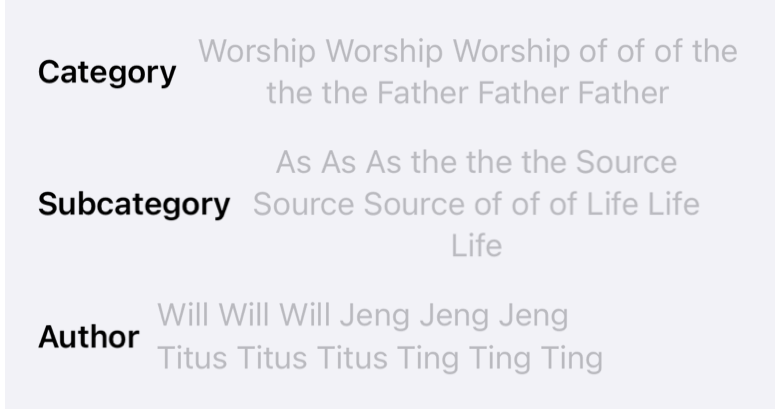 Category
Worship Worship Worship of of of the
the the Father Father Father
Subcategory
As As As the the the Source
Source Source of of of Life Life
Life
Author
Will Will Will Jeng Jeng Jeng
Titus Titus Titus Ting Ting Ting